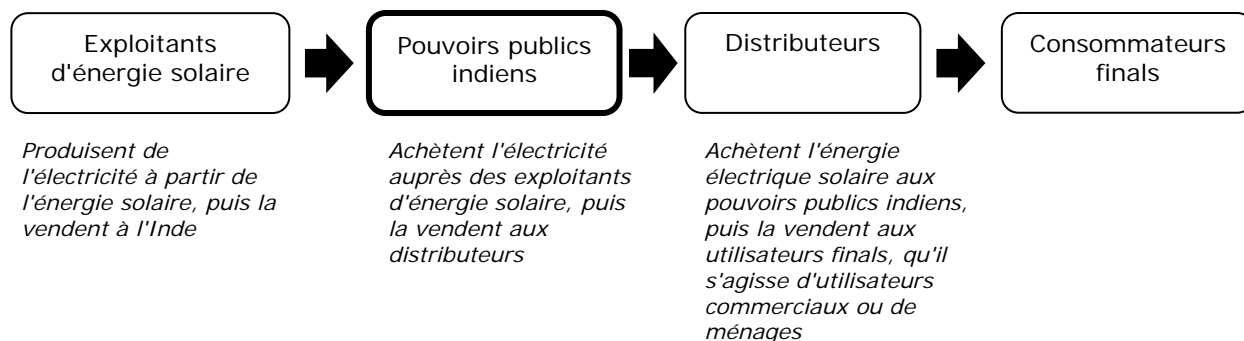 Exploitants
d'énergie solaire
Pouvoirs publics
indiens
Distributeurs
Consommateurs
finals
Produisent de
l'électricité à partir de
l'énergie solaire, puis la
vendent à l'Inde
Achètent l'électricité
auprès des exploitants
d'énergie solaire, puis
la vendent aux
distributeurs
Achètent l'énergie
électrique solaire aux
pouvoirs publics indiens,
puis la vendent aux
utilisateurs finals, qu'il
s'agisse d'utilisateurs
commerciaux ou de
ménages